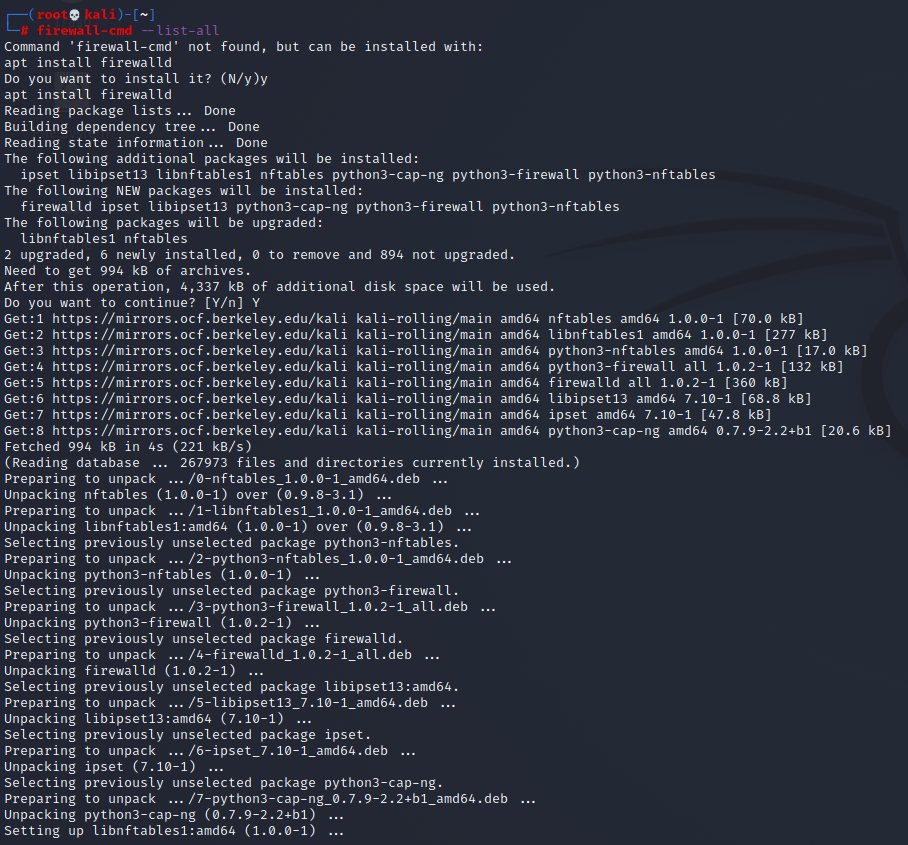 ┌──(root💀kali)-[~]
└─# firewall-cmd --list-all
Command 'firewall-cmd' not found, but can be installed with:
apt install firewalld
Do you want to install it? (N/y)y
apt install firewalld
Reading package lists... Done
Building dependency tree... Done
Reading state information... Done
The following additional packages will be installed:
  ipset libipset13 libnftables1 nftables python3-cap-ng python3-firewall python3-nftables
The following NEW packages will be installed:
  firewalld ipset libipset13 python3-cap-ng python3-firewall python3-nftables
The following packages will be upgraded:
  libnftables1 nftables
2 upgraded, 6 newly installed, 0 to remove and 894 not upgraded.
Need to get 994 kB of archives.
After this operation, 4,337 kB of additional disk space will be used.
Do you want to continue? [Y/n] Y
Get:1 https://mirrors.ocf.berkeley.edu/kali kali-rolling/main amd64 nftables amd64 1.0.0-1 [70.0 kB]
Get:2 https://mirrors.ocf.berkeley.edu/kali kali-rolling/main amd64 libnftables1 amd64 1.0.0-1 [277 kB]
Get:3 https://mirrors.ocf.berkeley.edu/kali kali-rolling/main amd64 python3-nftables amd64 1.0.0-1 [17.0 kB]
Get:4 https://mirrors.ocf.berkeley.edu/kali kali-rolling/main amd64 python3-firewall all 1.0.2-1 [132 kB]
Get:5 https://mirrors.ocf.berkeley.edu/kali kali-rolling/main amd64 firewalld all 1.0.2-1 [360 kB]
Get:6 https://mirrors.ocf.berkeley.edu/kali kali-rolling/main amd64 libipset13 amd64 7.10-1 [68.8 kB]
Get:7 https://mirrors.ocf.berkeley.edu/kali kali-rolling/main amd64 ipset amd64 7.10-1 [47.8 kB]
Get:8 https://mirrors.ocf.berkeley.edu/kali kali-rolling/main amd64 python3-cap-ng amd64 0.7.9-2.2+b1 [20.6 kB]
Fetched 994 kB in 4s (221 kB/s)
(Reading database ... 267973 files and directories currently installed.)
Preparing to unpack .../0-nftables_1.0.0-1_amd64.deb ...
Unpacking nftables (1.0.0-1) over (0.9.8-3.1) ...
Preparing to unpack .../1-libnftables1_1.0.0-1_amd64.deb ...
Unpacking libnftables1:amd64 (1.0.0-1) over (0.9.8-3.1) ...
Selecting previously unselected package python3-nftables.
Preparing to unpack .../2-python3-nftables_1.0.0-1_amd64.deb ...
Unpacking python3-nftables (1.0.0-1) ...
Selecting previously unselected package python3-firewall.
Preparing to unpack .../3-python3-firewall_1.0.2-1_all.deb ...
Unpacking python3-firewall (1.0.2-1) ...
Selecting previously unselected package firewalld.
Preparing to unpack .../4-firewalld_1.0.2-1_all.deb ...
Unpacking firewalld (1.0.2-1) ...
Selecting previously unselected package libipset13:amd64.
Preparing to unpack .../5-libipset13_7.10-1_amd64.deb ...
Unpacking libipset13:amd64 (7.10-1) ...
Selecting previously unselected package ipset.
Preparing to unpack .../6-ipset_7.10-1_amd64.deb ...
Unpacking ipset (7.10-1) ...
Selecting previously unselected package python3-cap-ng.
Preparing to unpack .../7-python3-cap-ng_0.7.9-2.2+b1_amd64.deb ...
Unpacking python3-cap-ng (0.7.9-2.2+b1) ...
Setting up libnftables1:amd64 (1.0.0-1) ...